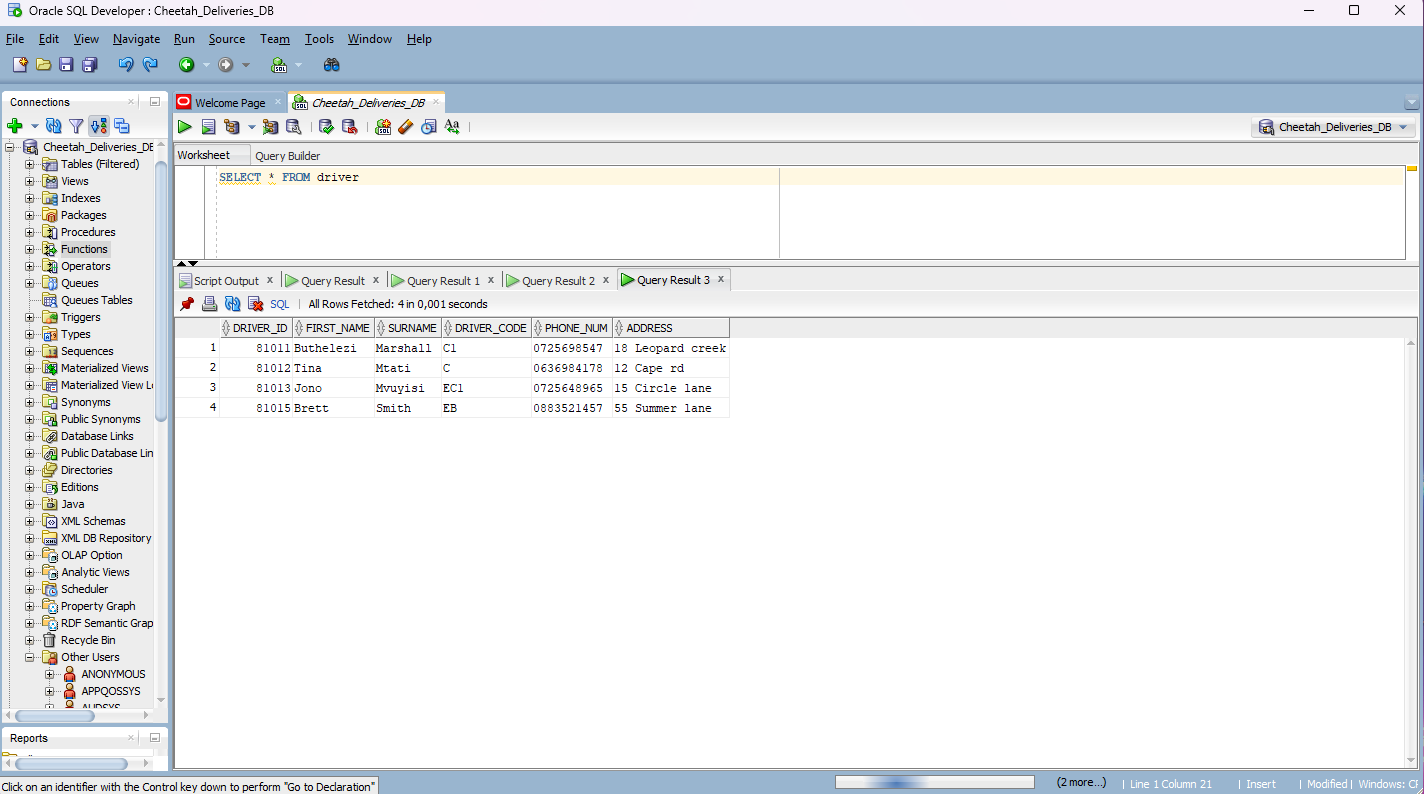 Oracle SQL Developer : Cheetah_Deliveries_DB
File Edit View Navigate Run Source Team Tools Window Help
Connections
Cheetah_Deliveries_DB
Tables (Filtered)
Views
Indexes
Packages
Procedures
Functions
Operators
Queues
Queues Tables
Triggers
Types
Sequences
Materialized Views
Materialized View Lo
Synonyms
Public Synonyms
Database Links
Public Database Lin
Directories
Editions
Java
XML Schemas
XML DB Repository
OLAP Option
Analytic Views
Scheduler
Property Graph
RDF Semantic Grap
Recycle Bin
Other Users
ANONYMOUS
APPQOSSYS
AUDSYS
Reports
Welcome Page Cheetah_Deliveries_DB
Aa
Cheetah_Deliveries_DB
Worksheet Query Builder
SELECT * FROM driver
Script Output Query Result Query Result 1 Query Result 2 Query Result 3
SQL All Rows Fetched: 4 in 0,001 seconds
DRIVER_ID FIRST_NAME SURNAME DRIVER_CODE PHONE_NUM ADDRESS
1 81011 Buthelezi Marshall C1 0725698547 18 Leopard creek
2 81012 Tina Mtati C 0636984178 12 Cape rd
3 81013 Jono Mvuyisi EC1 0725648965 15 Circle lane
4 81015 Brett Smith EB 0883521457 55 Summer lane
Click on an identifier with the Control key down to perform "Go to Declaration"
(2 more...) | Line 1 Column 21 | Insert | Modified | Windows: C